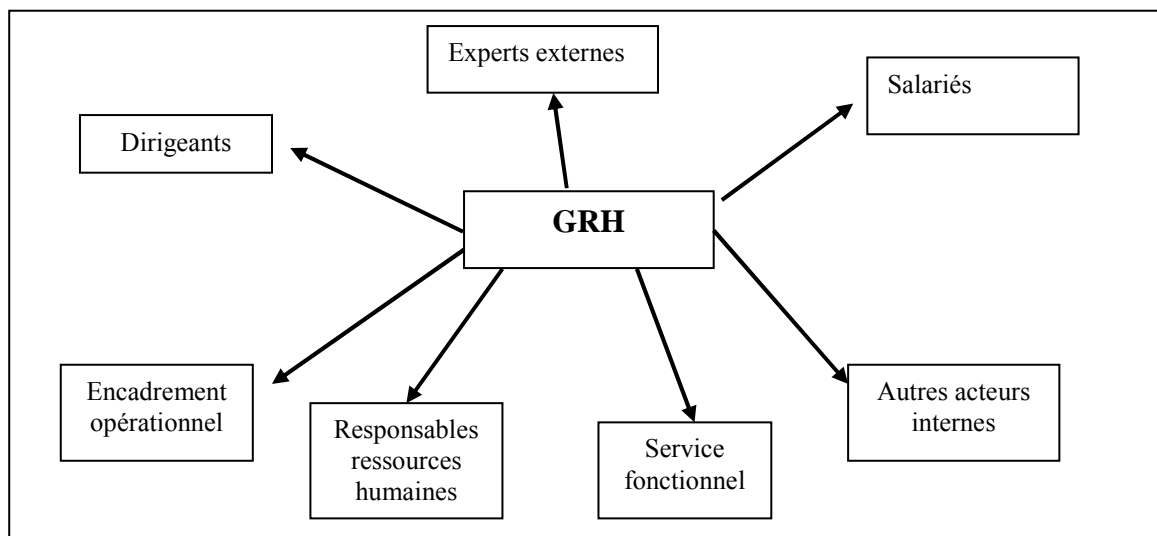 Experts externes
Salariés
Dirigeants
GRH
Encadrement
opérationnel
Responsables
ressources
humaines
Service
fonctionnel
Autres acteurs
internes